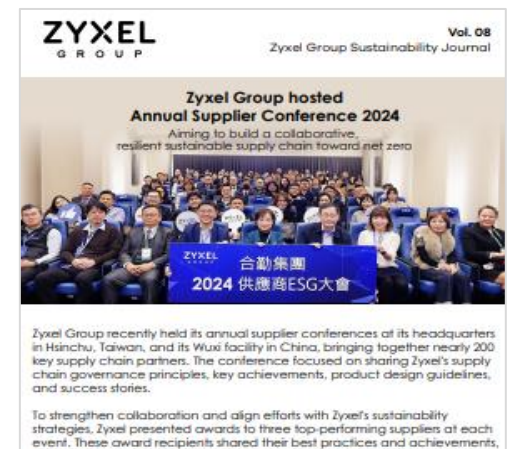 ZYXEL
GROUP
Vol. 08
Zyxel Group Sustainability Journal
Zyxel Group hosted
Annual Supplier Conference 2024
Aiming to build a collaborative,
resilient sustainable supply chain toward net zero
ZYXEL
GROUP
合勤集團
2024 供應商ESG大會
Zyxel Group recently held its annual supplier conferences at its headquarters
in Hsinchu, Taiwan, and its Wuxi facility in China, bringing together nearly 200
key supply chain partners. The conference focused on sharing Zyxel's supply
chain governance principles, key achievements, product design guidelines,
and success stories.
To strengthen collaboration and align efforts with Zyxel's sustainability
strategies, Zyxel presented awards to three top-performing suppliers at each
event. These award recipients shared their best practices and achievements,